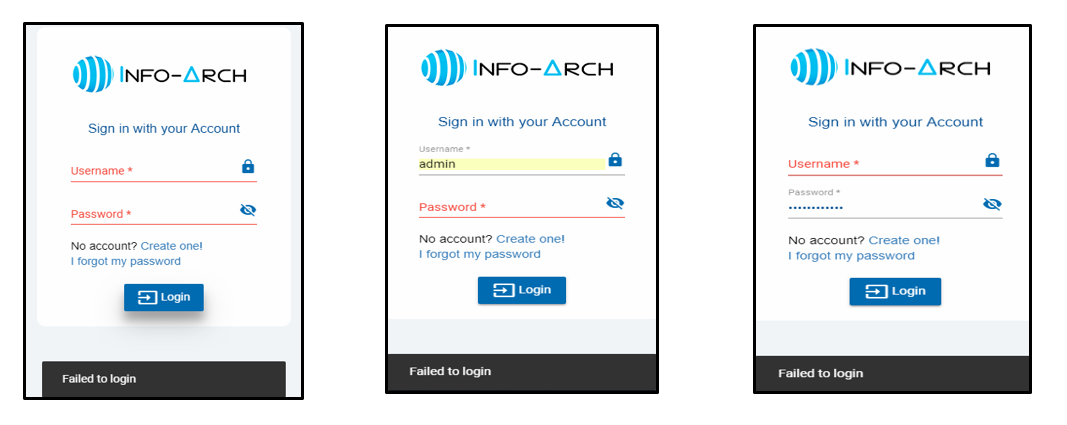 INFO-ARCH
Sign in with your Account
Username *
Password *
No account? Create one!
I forgot my password
Login
Failed to login
INFO-ARCH
Sign in with your Account
Username *
admin
Password *
No account? Create one!
I forgot my password
Login
Failed to login
INFO-ARCH
Sign in with your Account
Username *
Password *
••••••••••••
No account? Create one!
I forgot my password
Login
Failed to login